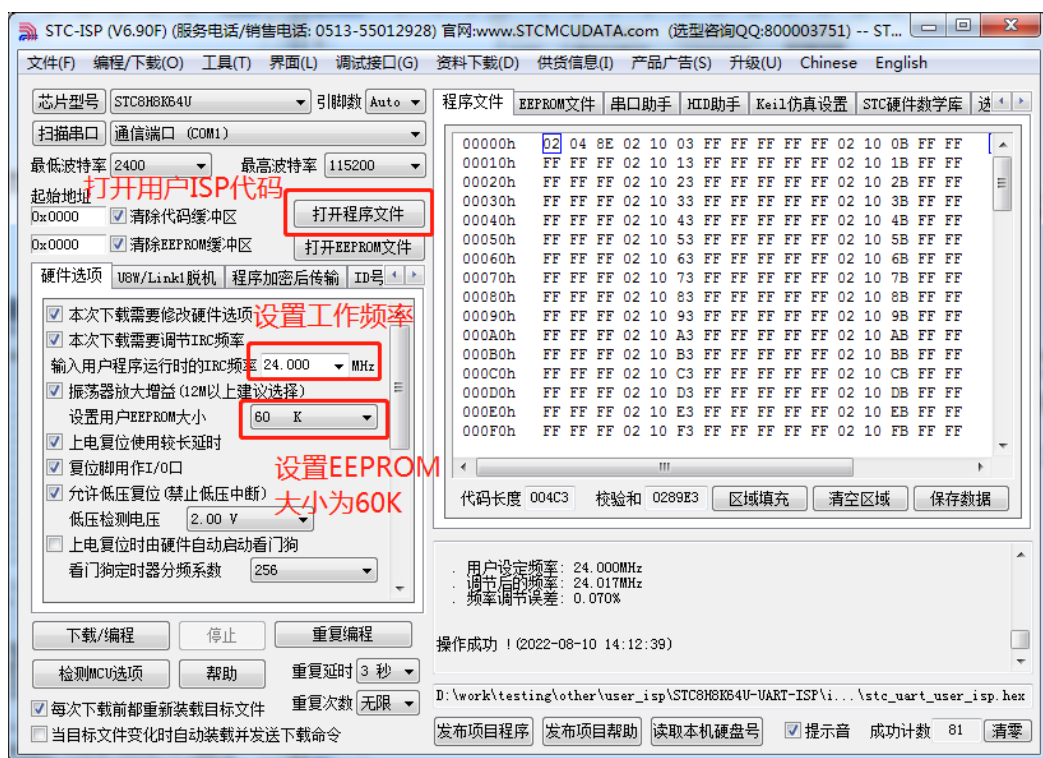 STC-ISP (V6.90F) (服务电话/销售电话: 0513-55012928) 官网:www.STCMCUDATA.com (选型咨询QQ:800003751) -- ST...
文件(F) 编程/下载(O) 工具(T) 界面(L) 调试接口(G) 资料下载(D) 供货信息(I) 产品广告(S) 升级(U) Chinese English
芯片型号 STC8H8K64U 引脚数 Auto
扫描串口 通信端口 (COM1)
最低波特率 2400 最高波特率 115200
打开用户ISP代码
起始地址
0x0000 清除代码缓冲区 打开程序文件
0x0000 清除EEPROM缓冲区 打开EEPROM文件
硬件选项 U8W/Link1脱机 程序加密后传输 ID号
本次下载需要修改硬件选项
设置工作频率
本次下载需要调节IRC频率
输入用户程序运行时的IRC频率 24.000 MHz
振荡器放大增益(12M以上建议选择)
设置用户EEPROM大小 60 K
上电复位使用较长延时
复位脚用作I/O口
设置EEPROM
大小为60K
允许低压复位(禁止低压中断)
低压检测电压 2.00 V
上电复位时由硬件自动启动看门狗
看门狗定时器分频系数 256
下载/编程 停止 重复编程
检测MCU选项 帮助 重复延时 3 秒
每次下载前都重新装载目标文件 重复次数 无限
当目标文件变化时自动装载并发送下载命令
程序文件 EEPROM文件 串口助手 HID助手 Keil仿真设置 STC硬件数学库 选
00000h 02 04 8E 02 10 03 FF FF FF FF FF 02 10 0B FF FF [
00010h FF FF FF 02 10 13 FF FF FF FF FF 02 10 1B FF FF
00020h FF FF FF 02 10 23 FF FF FF FF FF 02 10 2B FF FF
00030h FF FF FF 02 10 33 FF FF FF FF FF 02 10 3B FF FF
00040h FF FF FF 02 10 43 FF FF FF FF FF 02 10 4B FF FF
00050h FF FF FF 02 10 53 FF FF FF FF FF 02 10 5B FF FF
00060h FF FF FF 02 10 63 FF FF FF FF FF 02 10 6B FF FF
00070h FF FF FF 02 10 73 FF FF FF FF FF 02 10 7B FF FF
00080h FF FF FF 02 10 83 FF FF FF FF FF 02 10 8B FF FF
00090h FF FF FF 02 10 93 FF FF FF FF FF 02 10 9B FF FF
000A0h FF FF FF 02 10 A3 FF FF FF FF FF 02 10 AB FF FF
000B0h FF FF FF 02 10 B3 FF FF FF FF FF 02 10 BB FF FF
000C0h FF FF FF 02 10 C3 FF FF FF FF FF 02 10 CB FF FF
000D0h FF FF FF 02 10 D3 FF FF FF FF FF 02 10 DB FF FF
000E0h FF FF FF 02 10 E3 FF FF FF FF FF 02 10 EB FF FF
000F0h FF FF FF 02 10 F3 FF FF FF FF FF 02 10 FB FF FF
代码长度 004C3 校验和 0289E3 区域填充 清空区域 保存数据
. 用户设定频率: 24.000MHz
. 调节后的频率: 24.017MHz
. 频率调节误差: 0.070%
操作成功 !(2022-08-10 14:12:39)
D:\work\testing\other\user_isp\STC8H8K64U-UART-ISP\i...\stc_uart_user_isp.hex
发布项目程序 发布项目帮助 读取本机硬盘号 提示音 成功计数 81 清零